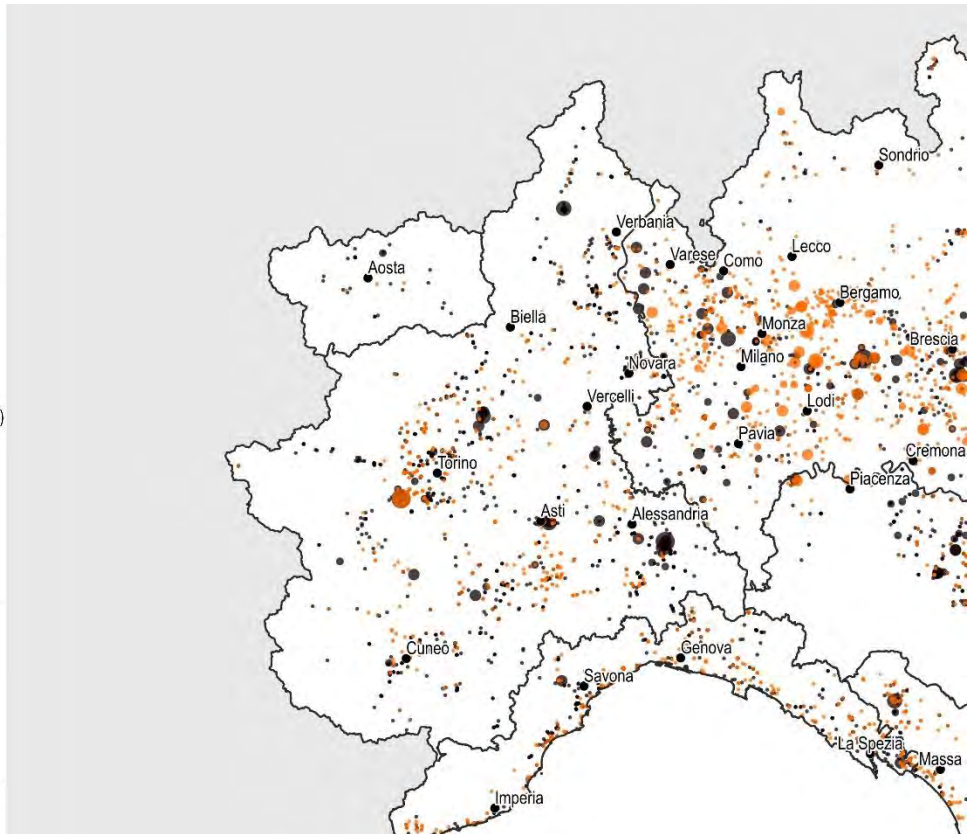 Sondrio
Verbania
Varese
Como
Lecco
Aosta
Bergamo
Biella
Monza
Brescia
Milano
Novara
Vercelli
Lodi
)
Pavia
Cremona
Torino
Piacenza
Asti
Alessandria
Genova
Cuneo
Savona
La Spezia
Massa
Imperia